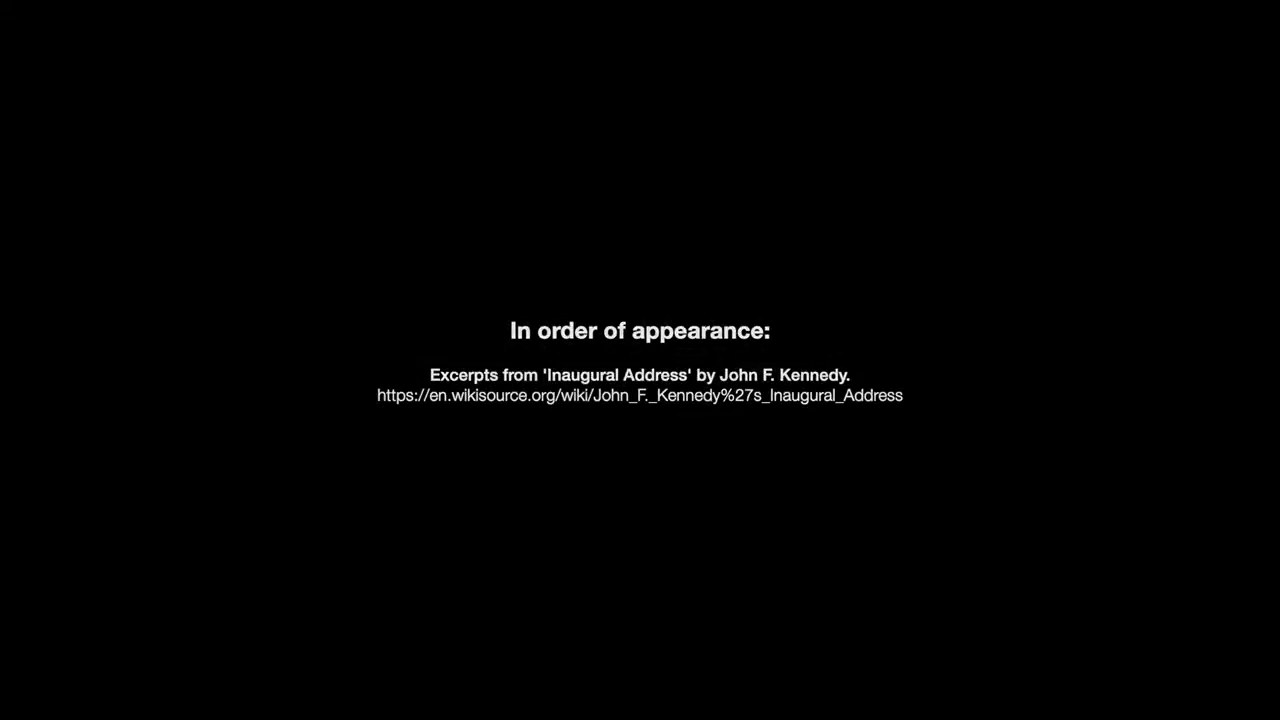 In order of appearance:
Excerpts from 'Inaugural Address' by John F. Kennedy.
https://en.wikisource.org/wiki/John_F._Kennedy%27s_Inaugural_Address